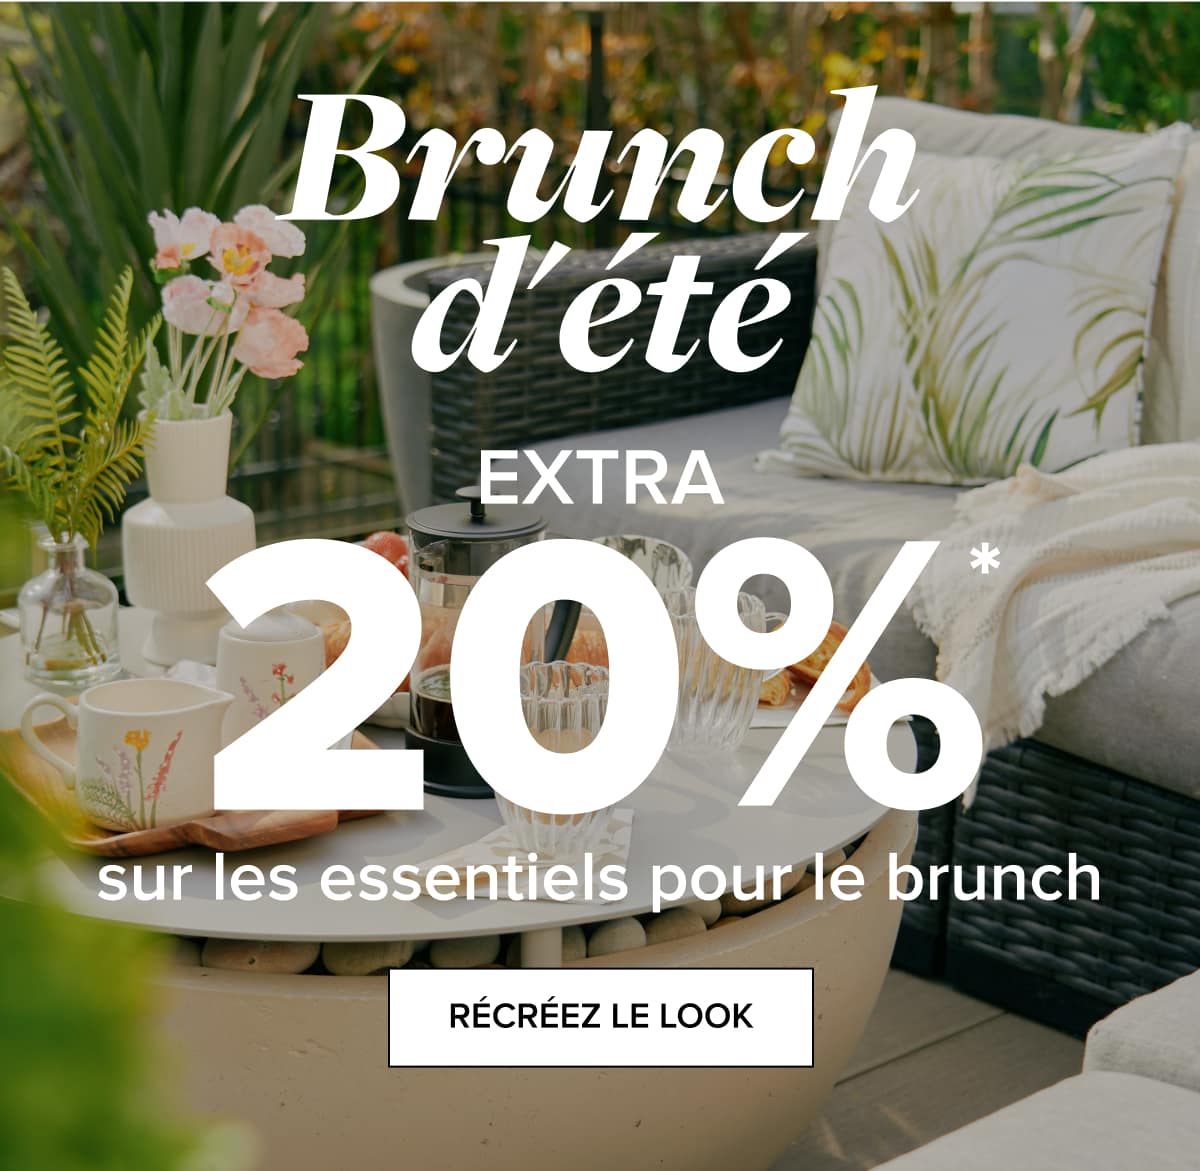 Brunch
d'été
EXTRA
20%*
sur les essentiels pour le brunch
RÉCRÉEZ LE LOOK